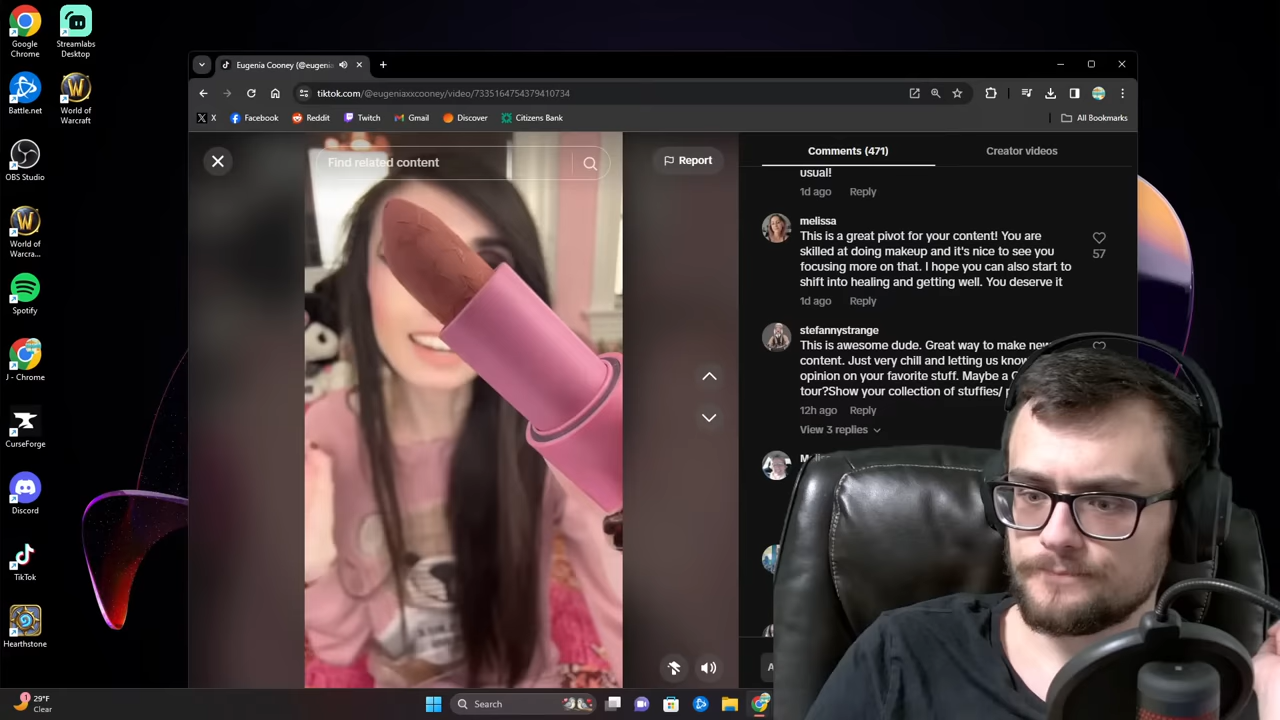 Google
Chrome
Streamlabs
Desktop
Battle.net
World of
Warcraft
OBS Studio
World of
Warcra...
Spotify
J - Chrome
CurseForge
Discord
TikTok
Hearthstone
Eugenia Cooney (@eugenia
tiktok.com/@eugeniaxxcooney/video/7335164754379410734
X
Facebook
Reddit
Twitch
Gmail
Discover
Citizens Bank
All Bookmarks
Find related content
Report
Comments (471)
Creator videos
usual!
1d ago Reply
melissa
This is a great pivot for your content! You are
skilled at doing makeup and it's nice to see you
focusing more on that. I hope you can also start to
shift into healing and getting well. You deserve it
57
1d ago Reply
stefannystrange
This is awesome dude. Great way to make new
content. Just very chill and letting us know
opinion on your favorite stuff. Maybe a
tour?Show your collection of stuffies/
12h ago Reply
View 3 replies
1
29°F
Clear
Search